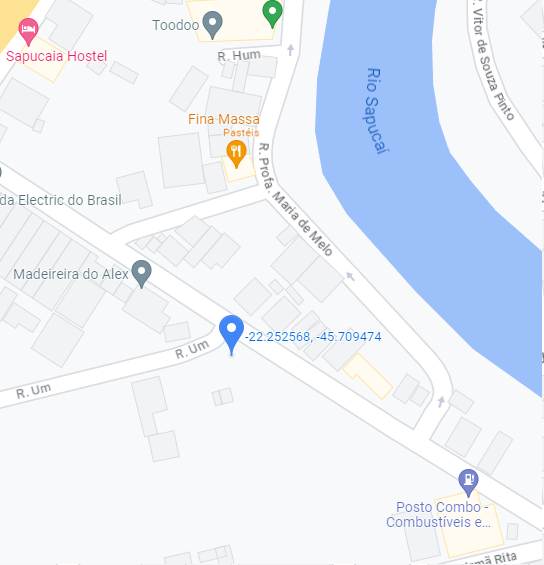 Toodoo
R. Hum
Sapucaia Hostel
R. Vitor de Souza Pinto
Rio Sapucaí
Fina Massa
Pastéis
R. Profa. Maria de Melo
da Electric do Brasil
Madeireira do Alex
-22.252568, -45.709474
R. Um
R. Um
Posto Combo -
Combustíveis e...
Irmã Rita